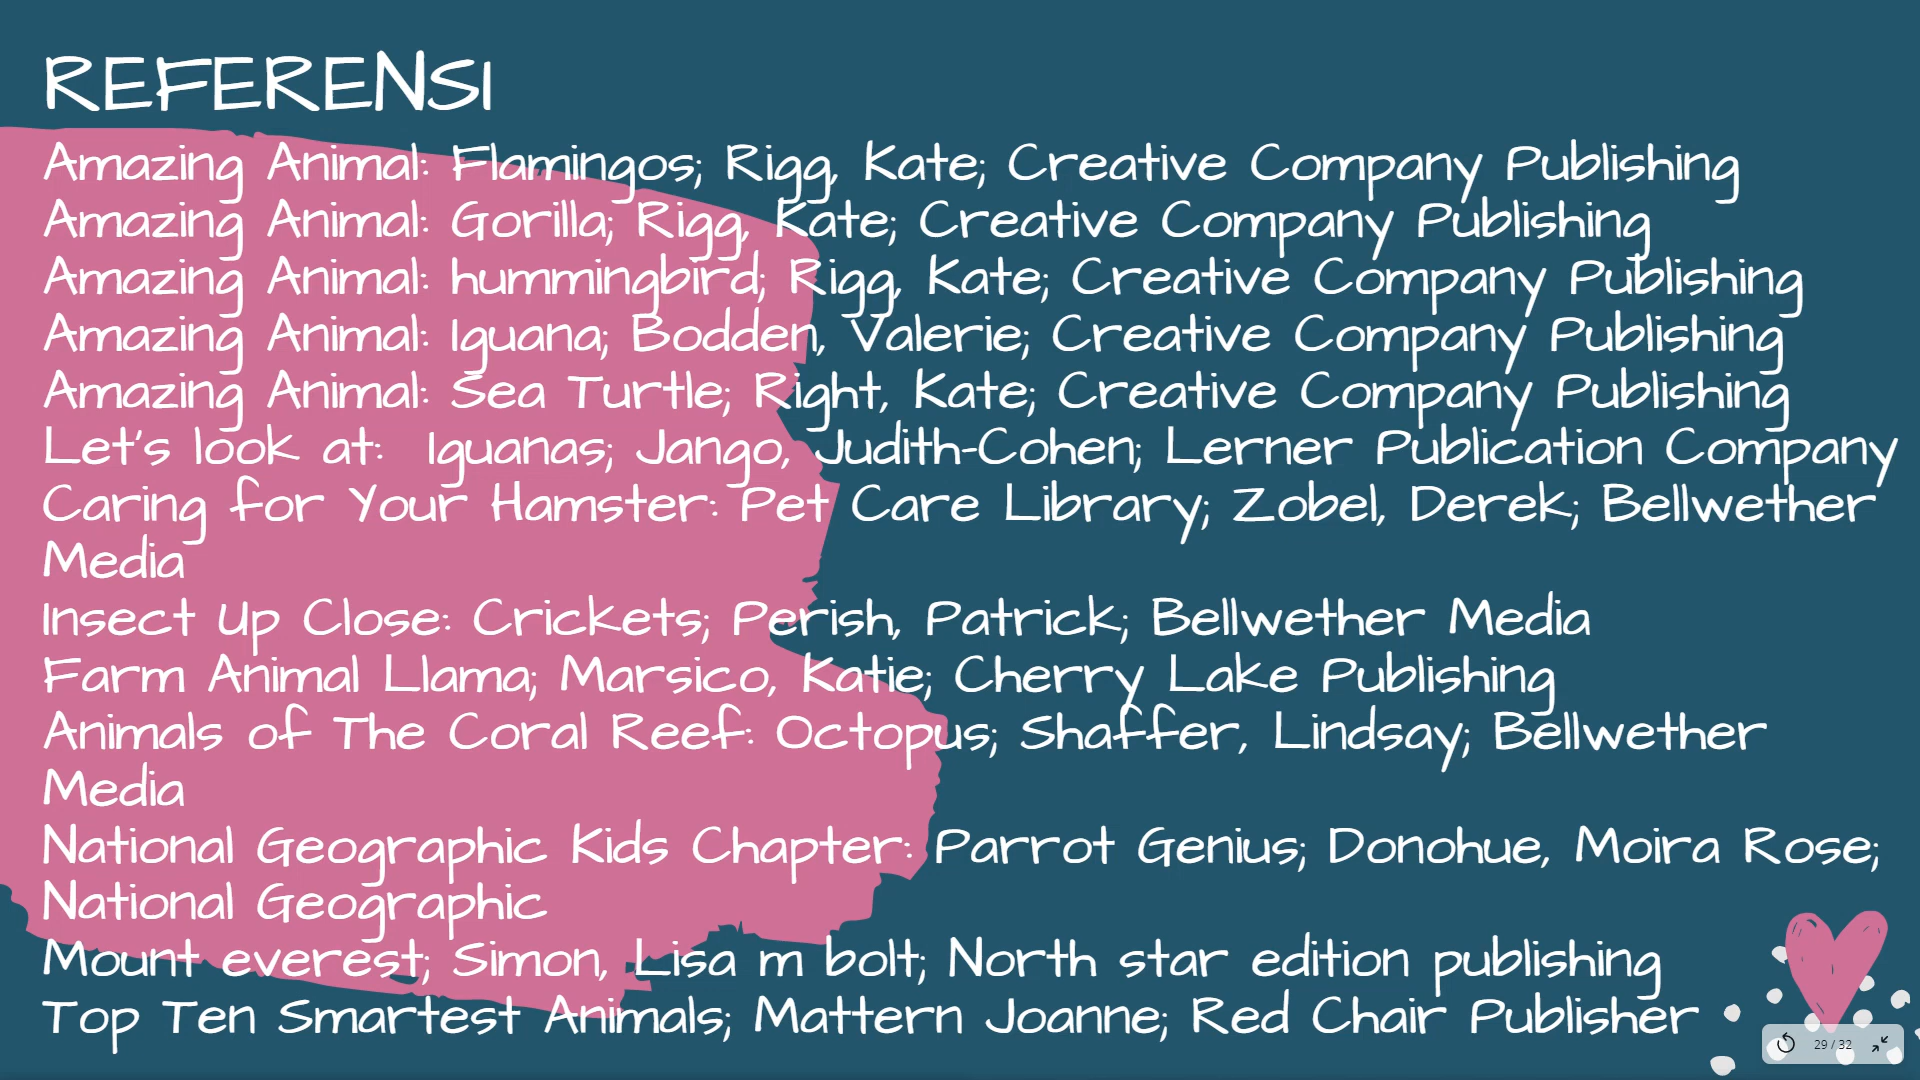 REFERENSI
Amazing Animal: Flamingos; Rigg, Kate; Creative Company Publishing
Amazing Animal: Gorilla; Rigg, Kate; Creative Company Publishing
Amazing Animal: hummingbird; Rigg, Kate; Creative Company Publishing
Amazing Animal: Iguana; Bodden, Valerie; Creative Company Publishing
Amazing Animal: Sea Turtle; Right, Kate; Creative Company Publishing
Let's look at: Iguanas; Jango, Judith-Cohen; Lerner Publication Company
Caring for Your Hamster: Pet Care Library; Zobel, Derek; Bellwether
Media
Insect Up Close: Crickets; Perish, Patrick; Bellwether Media
Farm Animal Llama; Marsico, Katie; Cherry Lake Publishing
Animals of The Coral Reef: Octopus; Shaffer, Lindsay; Bellwether
Media
National Geographic Kids Chapter: Parrot Genius; Donohue, Moira Rose;
National Geographic
Mount everest; Simon, Lisa m bolt; North star edition publishing
Top Ten Smartest Animals; Mattern Joanne; Red Chair Publisher
29 / 32